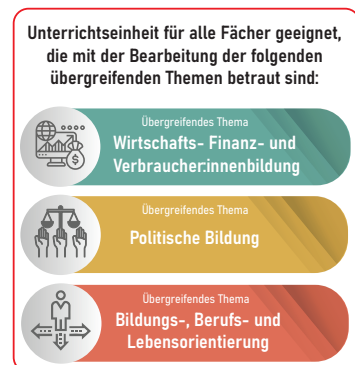 Unterrichtseinheit für alle Fächer geeignet,
die mit der Bearbeitung der folgenden
übergreifenden Themen betraut sind:
Übergreifendes Thema
Wirtschafts- Finanz- und
Verbraucher:innenbildung
Übergreifendes Thema
Politische Bildung
Übergreifendes Thema
Bildungs-, Berufs- und
Lebensorientierung